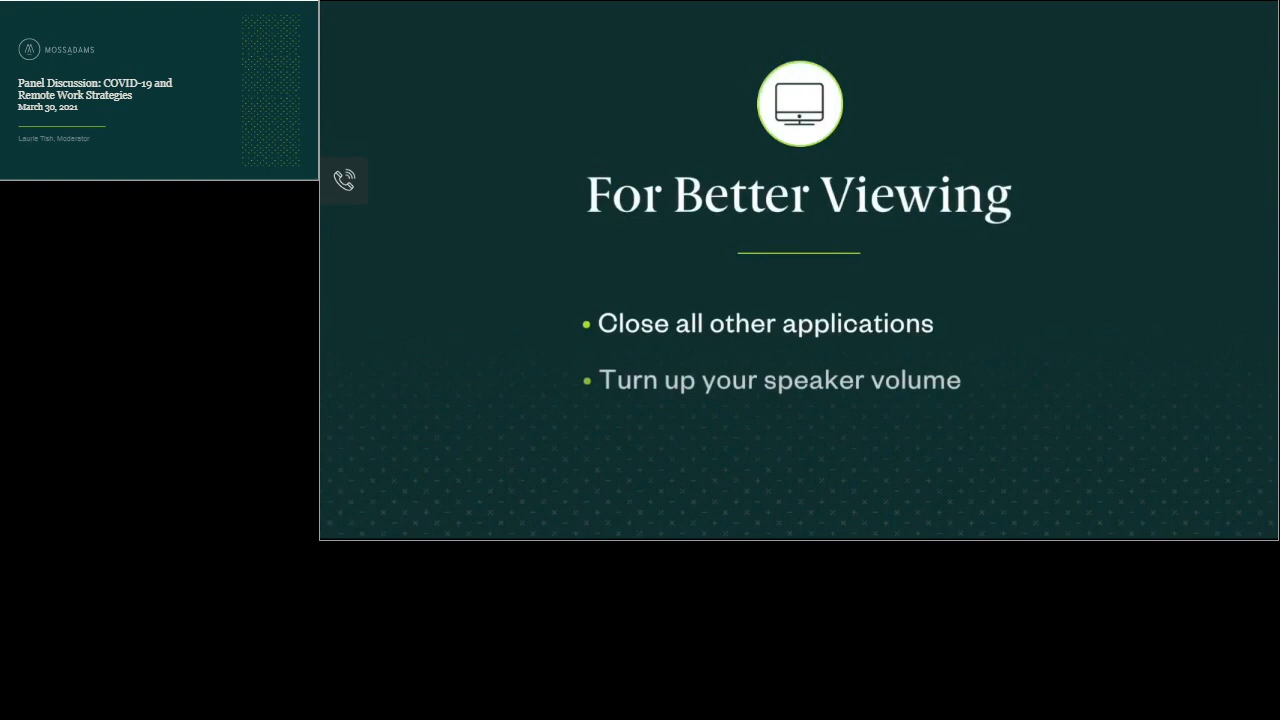 MOSSADAMS
Panel Discussion: COVID-19 and
Remote Work Strategies
March 30, 2021
Laurie Tish, Moderator
For Better Viewing
• Close all other applications
• Turn up your speaker volume